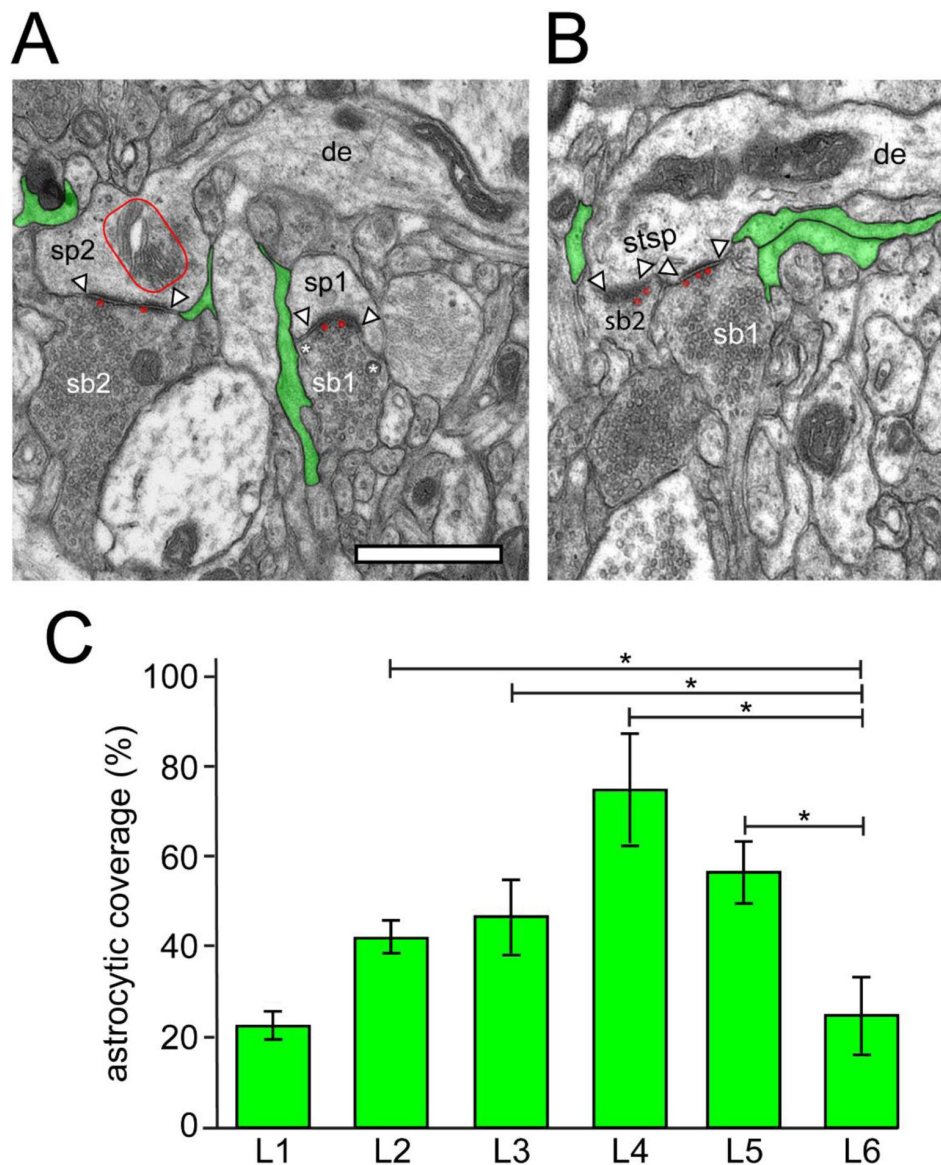 A
de
sp2
sp1
*
*
sb2
sb1
B
de
stsp
sb2
sb1
C
astrocytic coverage (%)
100
80
60
40
20
0
*
*
*
*
L1 L2 L3 L4 L5 L6